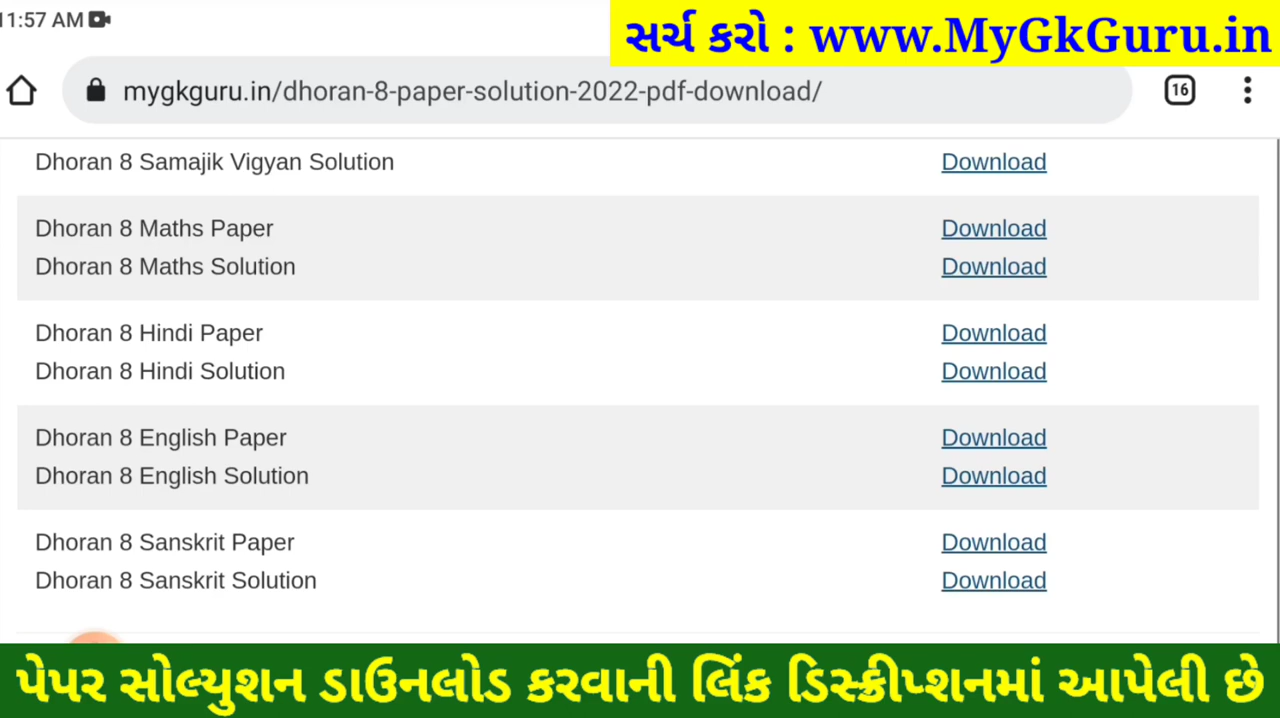 11:57 AM
સર્ચ કરો : www.MyGkGuru.in
mygkguru.in/dhoran-8-paper-solution-2022-pdf-download/
16
Dhoran 8 Samajik Vigyan Solution Download
Dhoran 8 Maths Paper Download
Dhoran 8 Maths Solution Download
Dhoran 8 Hindi Paper Download
Dhoran 8 Hindi Solution Download
Dhoran 8 English Paper Download
Dhoran 8 English Solution Download
Dhoran 8 Sanskrit Paper Download
Dhoran 8 Sanskrit Solution Download
પેપર સોલ્યુશન ડાઉનલોડ કરવાની લિંક ડિસ્ક્રીપ્શનમાં આપેલી છે